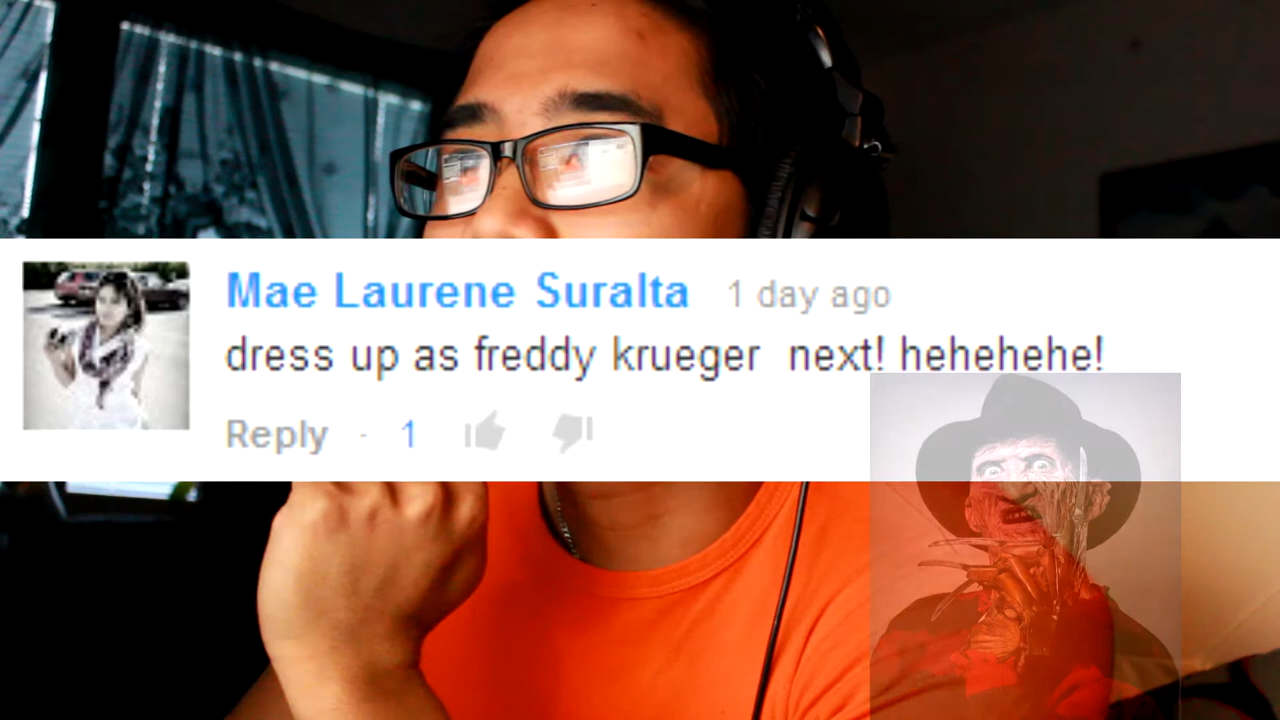 Mae Laurene Suralta 1 day ago
dress up as freddy krueger next! hehehehe!
Reply · 1